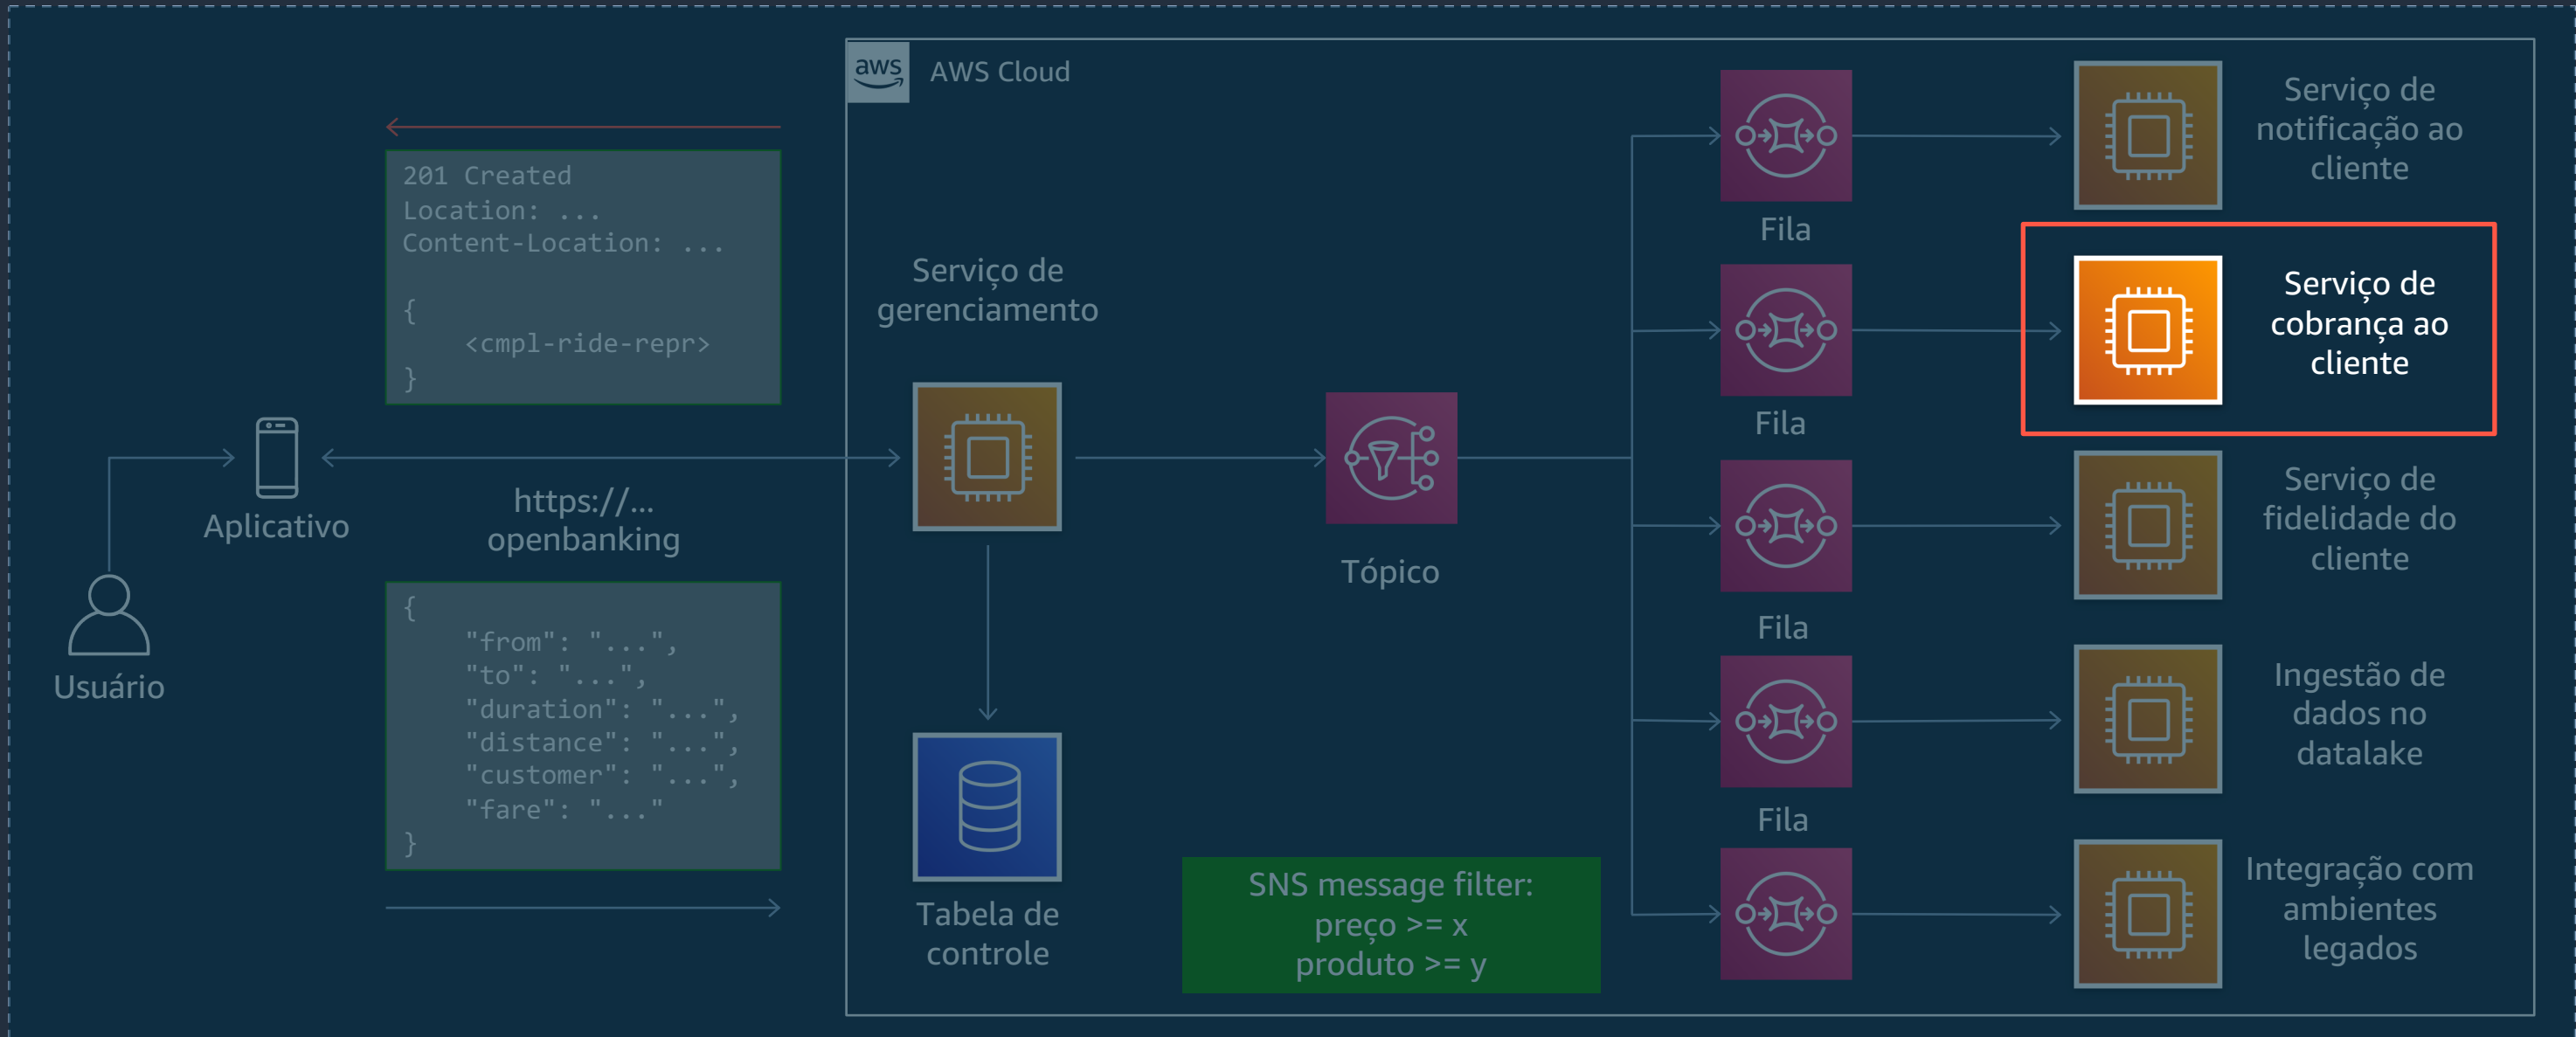 aws
AWS Cloud
201 Created
Location: ...
Content-Location: ...
{
<cmpl-ride-repr>
}
Usuário
Aplicativo
https://...
openbanking
{
"from": "...",
"to": "...",
"duration": "...",
"distance": "...",
"customer": "...",
"fare": "..."
}
Serviço de
gerenciamento
Tabela de
controle
Tópico
SNS message filter:
preço >= x
produto >= y
Fila
Fila
Fila
Fila
Serviço de
notificação ao
cliente
Serviço de
cobrança ao
cliente
Serviço de
fidelidade do
cliente
Ingestão de
dados no
datalake
Integração com
ambientes
legados